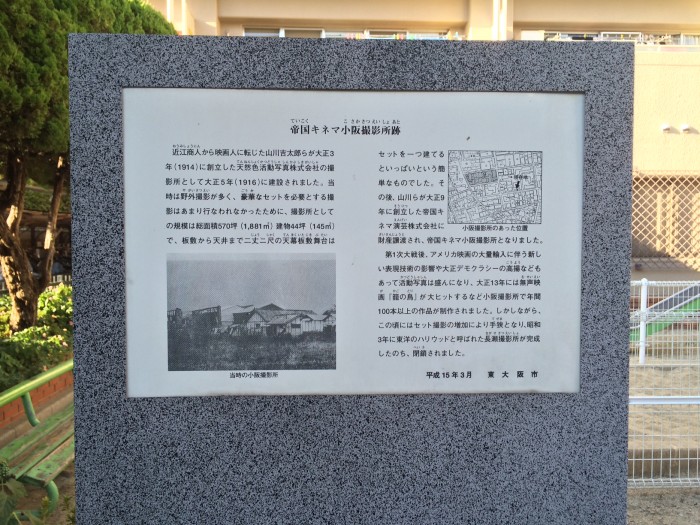 帝国キネマ小阪撮影所跡
近江商人から映画人に転じた山川吉太郎らが大正3
年(1914)に創立した天然色活動写真株式会社の撮
影所として大正5年(1916)に建設されました。当
時は野外撮影が多く、豪華なセットを必要とする撮
影はあまり行なわれなかったために、撮影所として
の規模は総面積570坪(1,881㎡)建物44坪(145㎡)
で、板敷から天井まで二丈二尺の天幕板敷舞台は
当時の小阪撮影所
セットを一つ建てる
といっぱいという簡
単なものでした。そ
の後、山川らが大正9
年に創立した帝国キ
ネマ演芸株式会社に
小阪撮影所のあった位置
財産譲渡され、帝国キネマ小阪撮影所となりました。
第1次大戦後、アメリカ映画の大量輸入に伴う新し
い表現技術の影響や大正デモクラシーの高揚なども
あって活動写真は盛んになり、大正13年には無声映
画「籠の鳥」が大ヒットするなど小阪撮影所で年間
100本以上の作品が制作されました。しかしながら、
この頃にはセット撮影の増加により手狭となり、昭和
3年に東洋のハリウッドと呼ばれた長瀬撮影所が完成
したのち、閉鎖されました。
平成15年3月 東大阪市